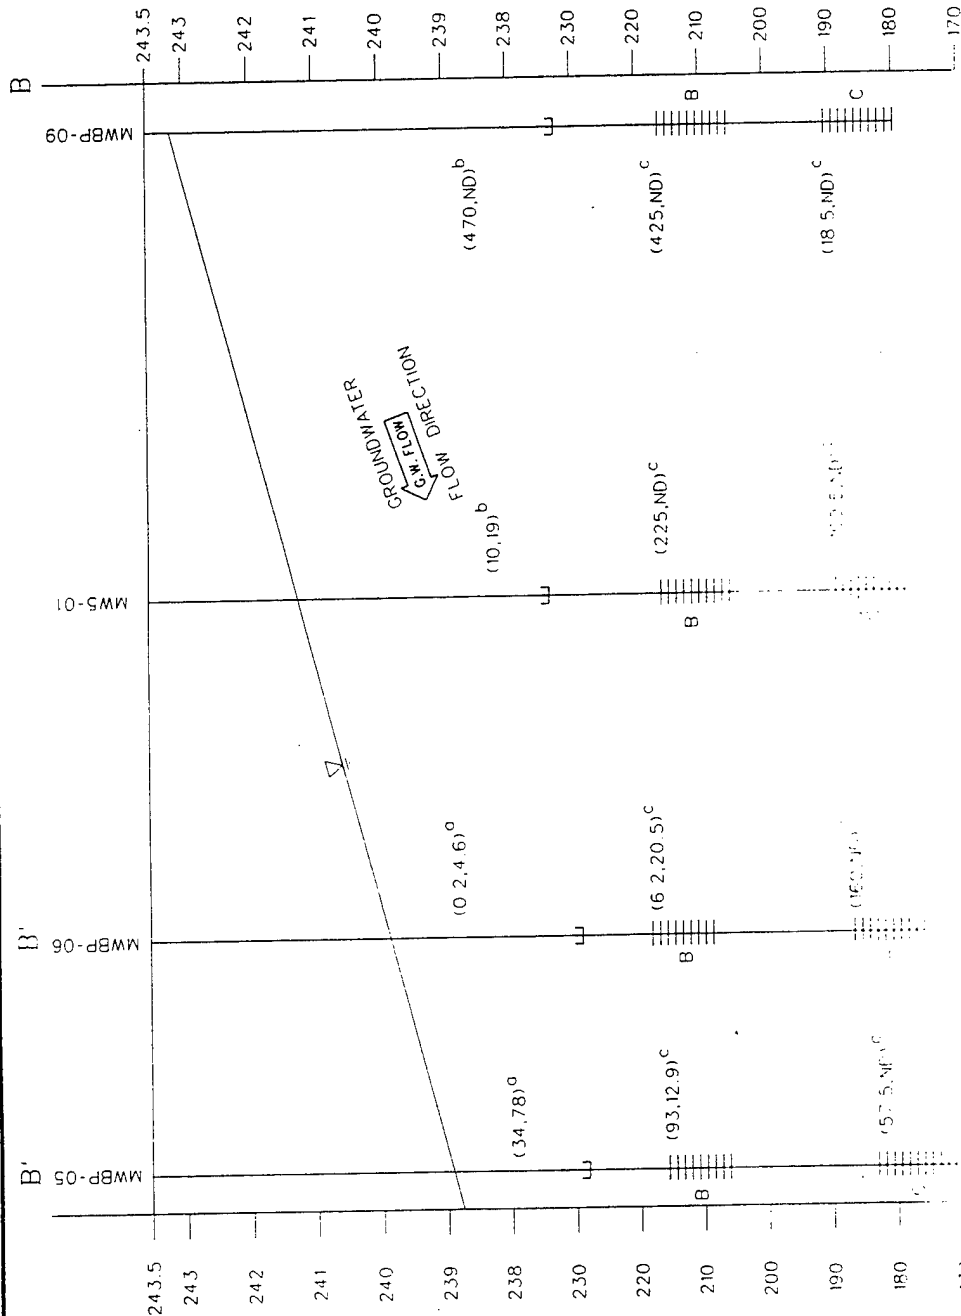 B
243.5
243
242
241
240
239
238
230
220
210
200
190
180
170
MWBP-09
(470,ND)b
(425,ND)c
B
(18 5,ND)c
C
GROUNDWATER
G.W. FLOW
FLOW DIRECTION
MW5-01
(10,19)b
(225,ND)c
B
B'
MWBP-06
(0 2,4.6)a
(6 2,20.5)c
B
B'
MWBP-05
(34,78)a
(93,12.9)c
B
243.5
243
242
241
240
239
238
230
220
210
200
190
180